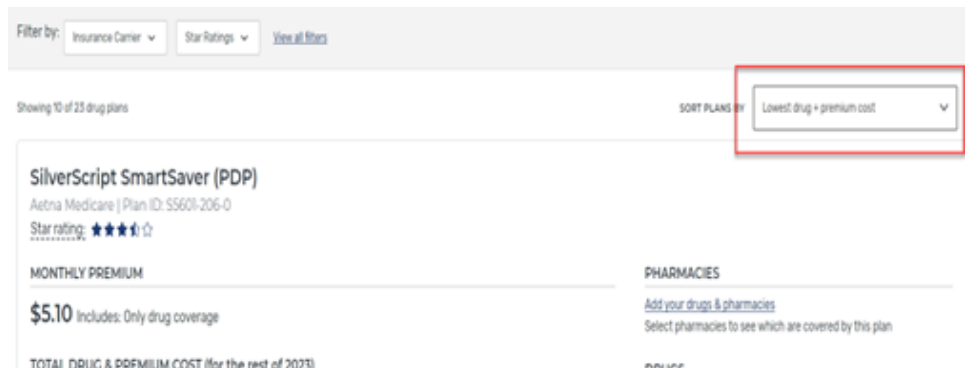 Filter by: Insurance Carrier Star Ratings View all filters
Showing 10 of 23 drug plans
SORT PLANS BY Lowest drug + premium cost
SilverScript SmartSaver (PDP)
Aetna Medicare | Plan ID: S5601-206-0
Star rating:
MONTHLY PREMIUM
$5.10 Includes: Only drug coverage
TOTAL DRUG & PREMIUM COST (for the rest of 2023)
PHARMACIES
Add your drugs & pharmacies
Select pharmacies to see which are covered by this plan
DRUGS